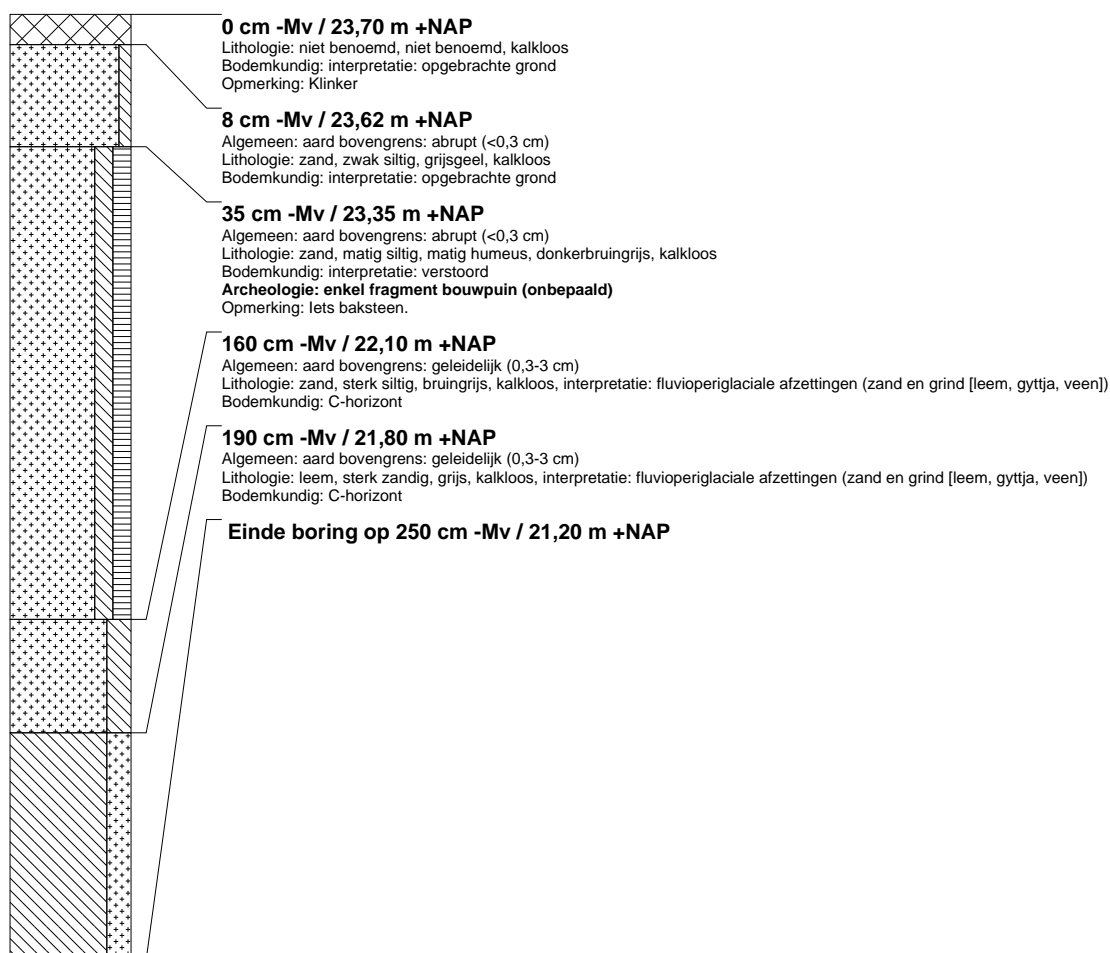 0 cm -Mv / 23,70 m +NAP
Lithologie: niet benoemd, niet benoemd, kalkloos
Bodemkundig: interpretatie: opgebrachte grond
Opmerking: Klinker
8 cm -Mv / 23,62 m +NAP
Algemeen: aard bovengrens: abrupt (<0,3 cm)
Lithologie: zand, zwak siltig, grijsgeel, kalkloos
Bodemkundig: interpretatie: opgebrachte grond
35 cm -Mv / 23,35 m +NAP
Algemeen: aard bovengrens: abrupt (<0,3 cm)
Lithologie: zand, matig siltig, matig humeus, donkerbruingrijs, kalkloos
Bodemkundig: interpretatie: verstoord
Archeologie: enkel fragment bouwpuin (onbepaald)
Opmerking: Iets baksteen.
160 cm -Mv / 22,10 m +NAP
Algemeen: aard bovengrens: geleidelijk (0,3-3 cm)
Lithologie: zand, sterk siltig, bruingrijs, kalkloos, interpretatie: fluvioperiglaciale afzettingen (zand en grind [leem, gyttja, veen])
Bodemkundig: C-horizont
190 cm -Mv / 21,80 m +NAP
Algemeen: aard bovengrens: geleidelijk (0,3-3 cm)
Lithologie: leem, sterk zandig, grijs, kalkloos, interpretatie: fluvioperiglaciale afzettingen (zand en grind [leem, gyttja, veen])
Bodemkundig: C-horizont
Einde boring op 250 cm -Mv / 21,20 m +NAP